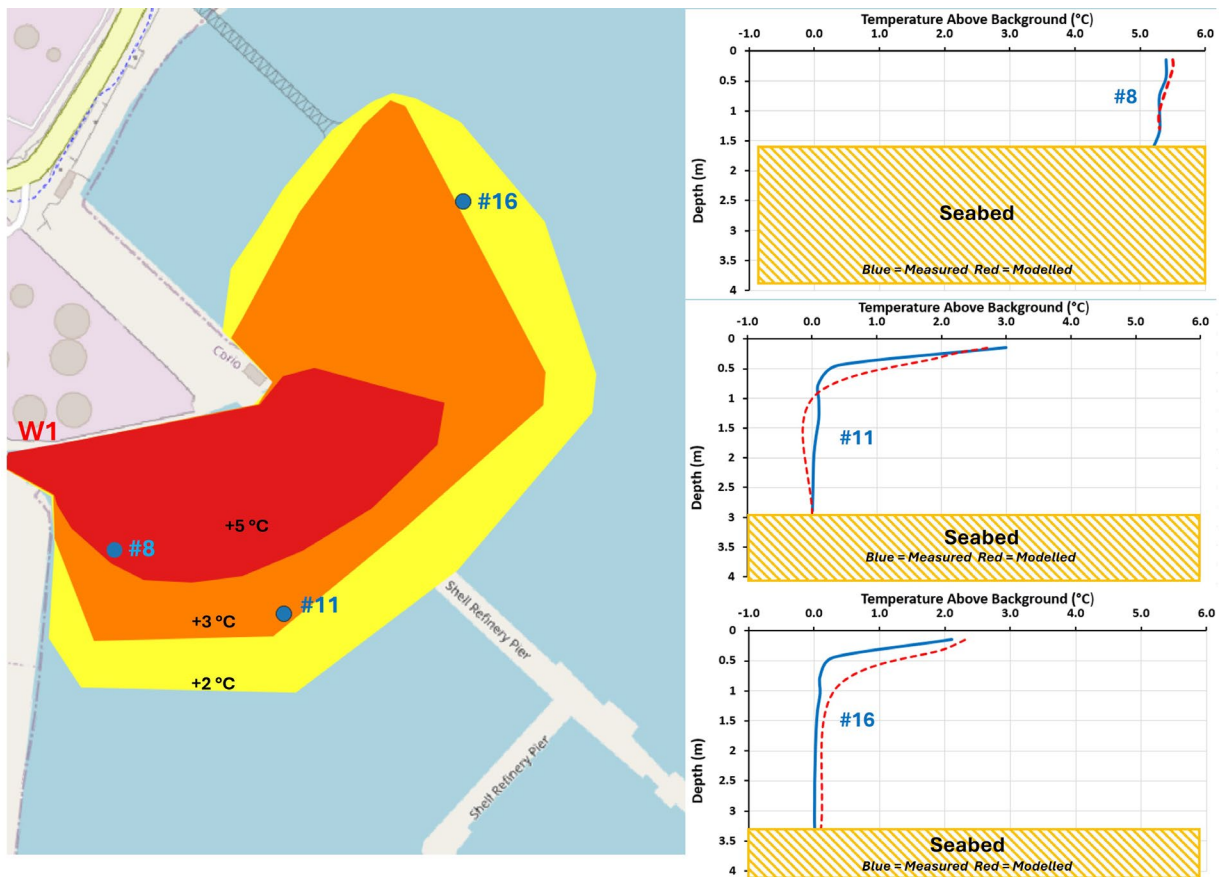 #16
Corio
W1
+5 °C
#8
#11
+3 °C
+2 °C
Shell Refinery Pier
Shell Refinery Pier
Temperature Above Background (°C)
-1.0 0.0 1.0 2.0 3.0 4.0 5.0 6.0
0
0.5
1
1.5
2
2.5
3
3.5
4
Depth (m)
#8
Seabed
Blue = Measured Red = Modelled
Temperature Above Background (°C)
-1.0 0.0 1.0 2.0 3.0 4.0 5.0 6.0
0
0.5
1
1.5
2
2.5
3
3.5
4
Depth (m)
#11
Seabed
Blue = Measured Red = Modelled
Temperature Above Background (°C)
-1.0 0.0 1.0 2.0 3.0 4.0 5.0 6.0
0
0.5
1
1.5
2
2.5
3
3.5
4
Depth (m)
#16
Seabed
Blue = Measured Red = Modelled